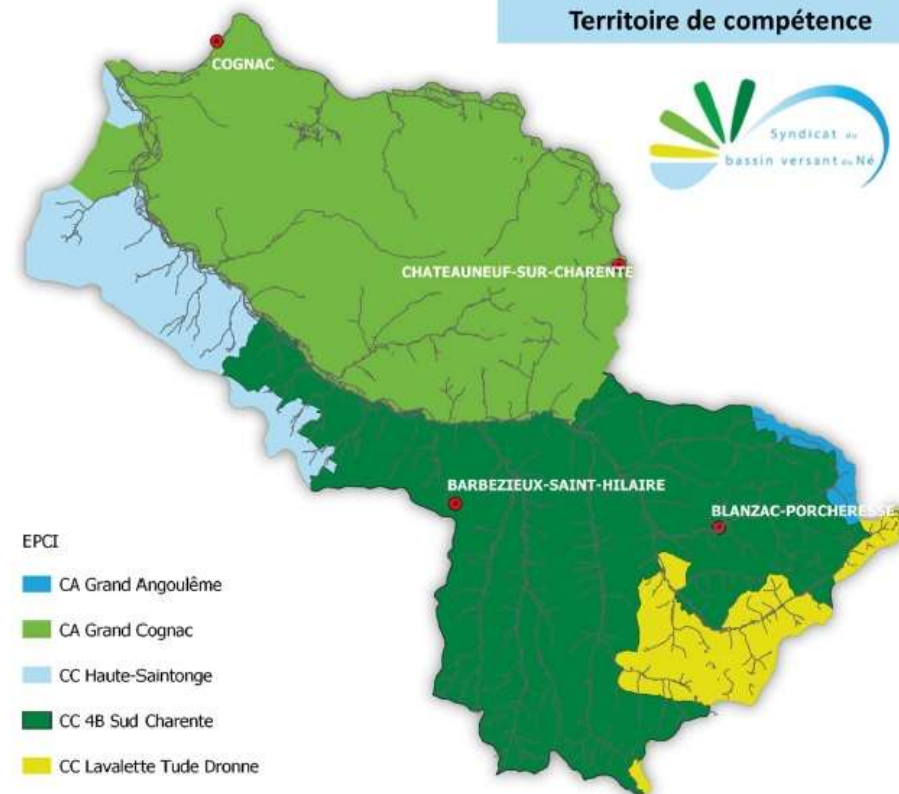 Territoire de compétence
Syndicat du
bassin versant du Né
COGNAC
CHATEAUNEUF-SUR-CHARENTE
BARBEZIEUX-SAINT-HILAIRE
BLANZAC-PORCHERESSE
EPCI
CA Grand Angoulême
CA Grand Cognac
CC Haute-Saintonge
CC 4B Sud Charente
CC Lavalette Tude Dronne